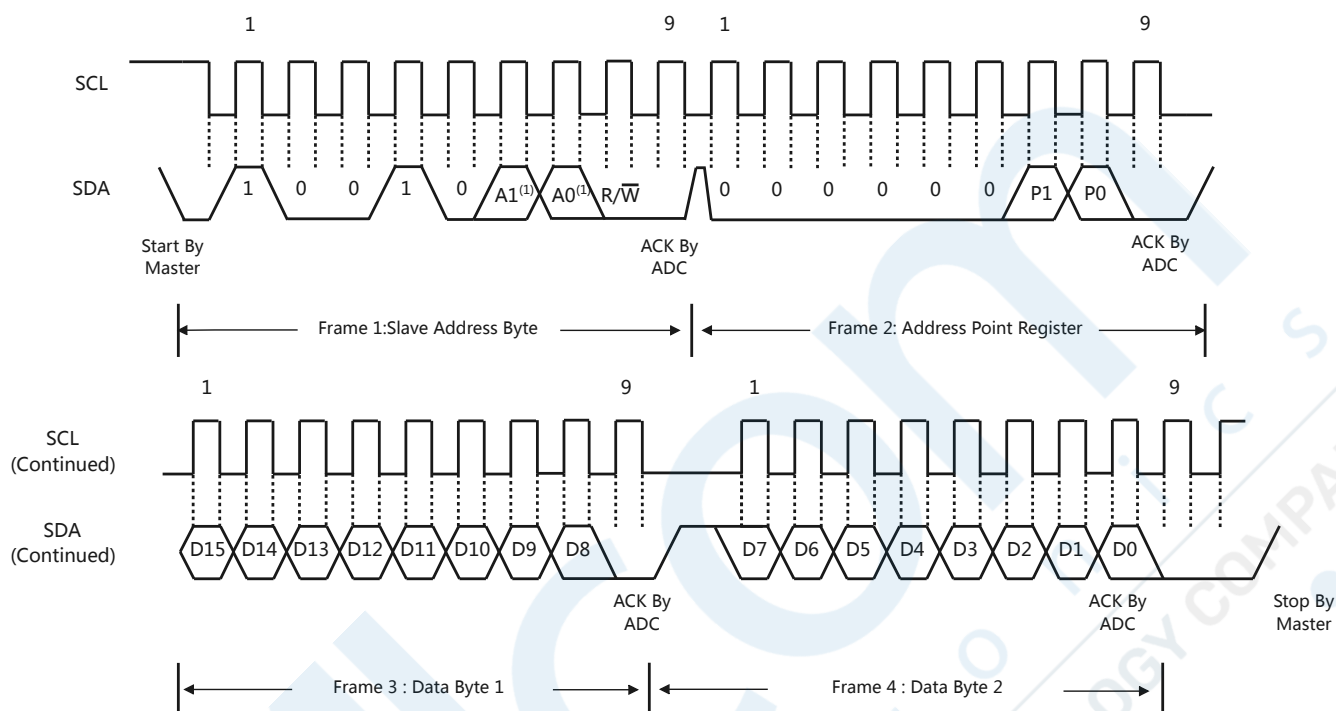 1 9 1 9
SCL
SDA
1 0 0 1 0 A1(1) A0(1) R/W̅ 0 0 0 0 0 0 P1 P0
Start By
Master
ACK By
ADC
ACK By
ADC
Frame 1:Slave Address Byte
Frame 2: Address Point Register
1 9 1 9
SCL
(Continued)
SDA
(Continued)
D15 D14 D13 D12 D11 D10 D9 D8 D7 D6 D5 D4 D3 D2 D1 D0
ACK By
ADC
ACK By
ADC
Stop By
Master
Frame 3 : Data Byte 1
Frame 4 : Data Byte 2